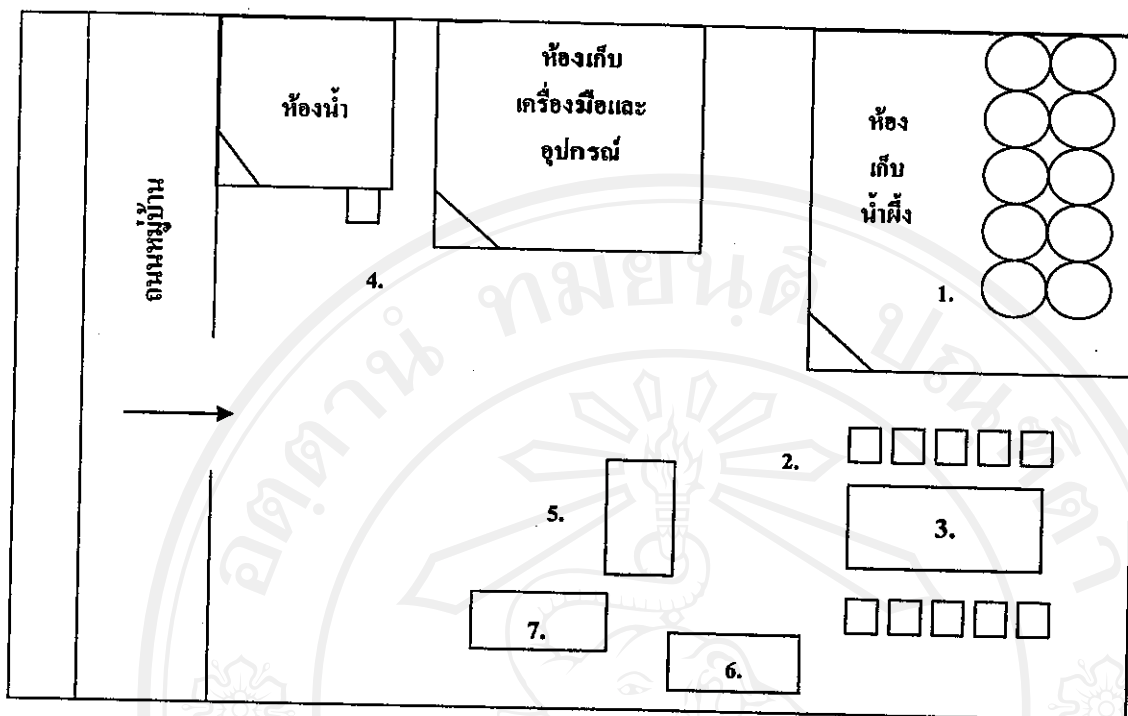 ห้องน้ำ
ห้องเก็บ
เครื่องมือและ
อุปกรณ์
ห้อง
เก็บ
น้ำผึ้ง
ถนนหมู่บ้าน
1.
4.
2.
3.
5.
7.
6.